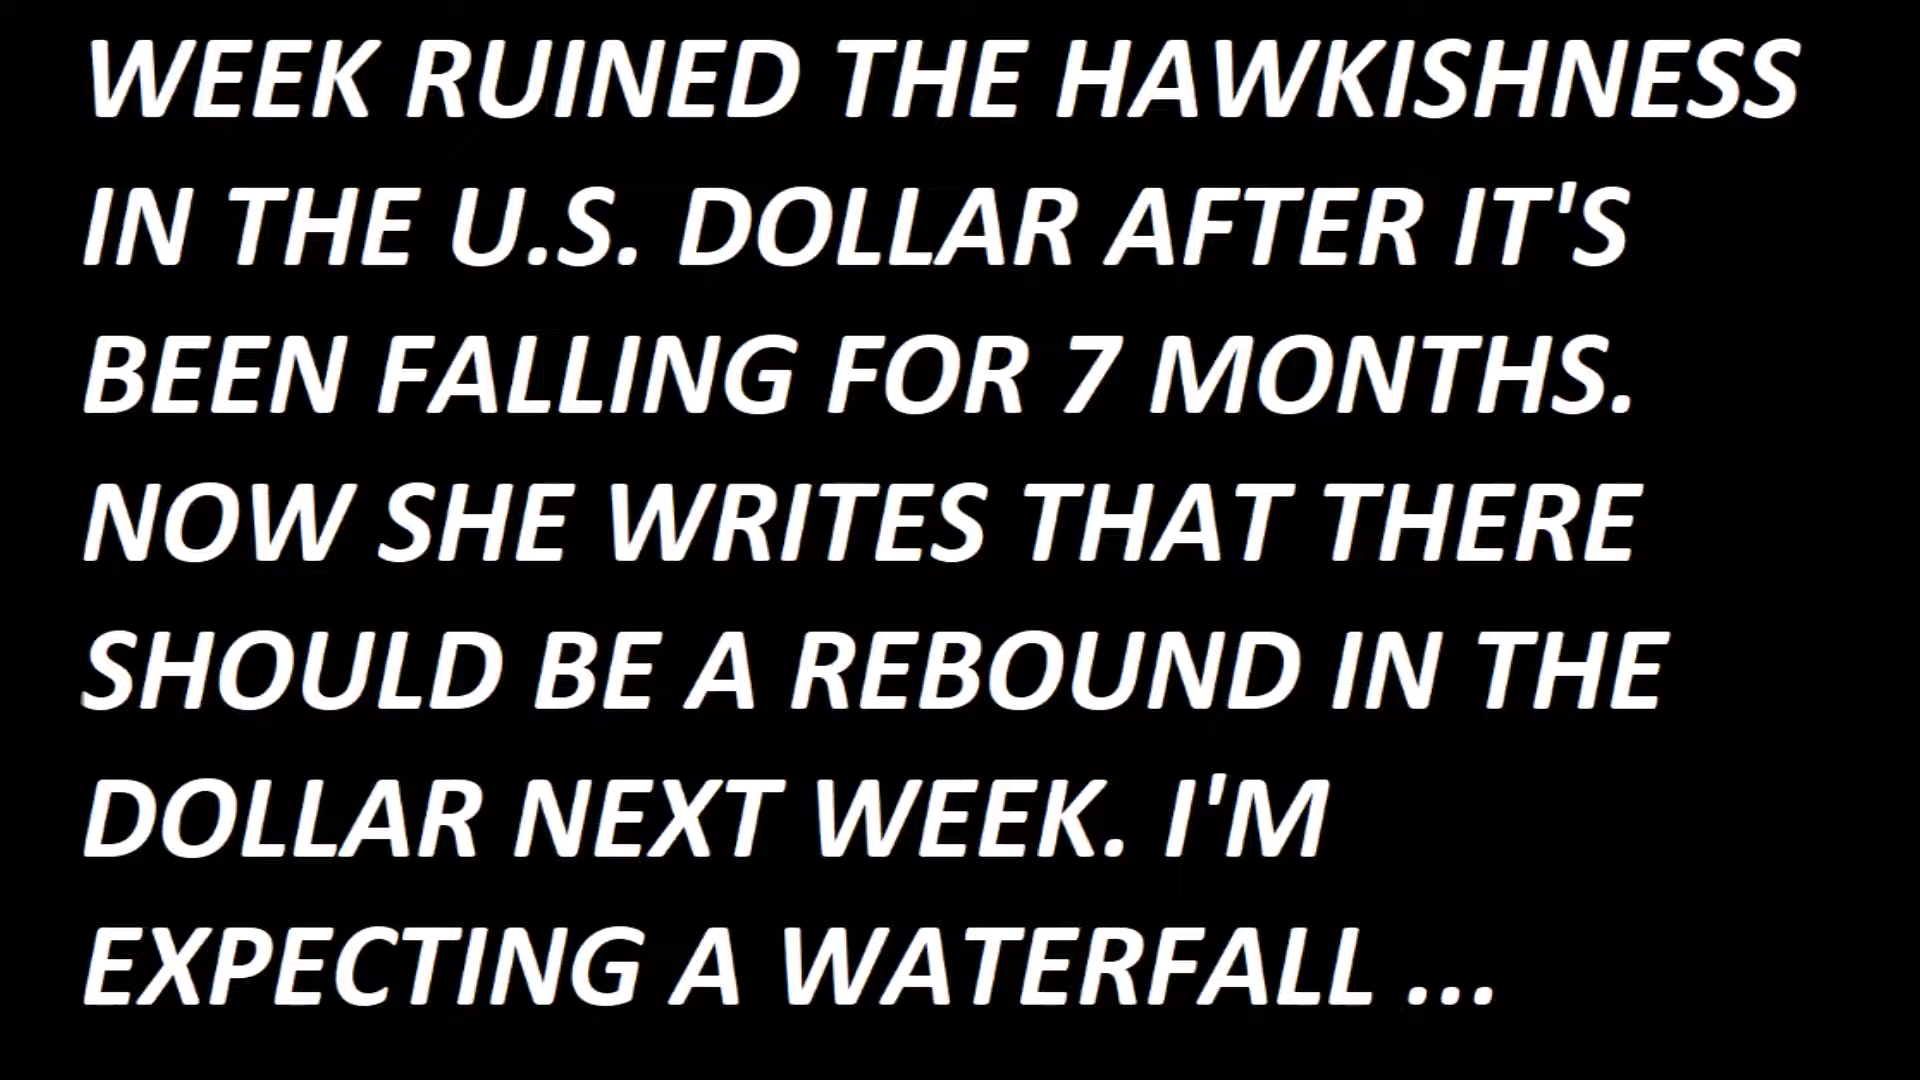 WEEK RUINED THE HAWKISHNESS
IN THE U.S. DOLLAR AFTER IT'S
BEEN FALLING FOR 7 MONTHS.
NOW SHE WRITES THAT THERE
SHOULD BE A REBOUND IN THE
DOLLAR NEXT WEEK. I'M
EXPECTING A WATERFALL ...